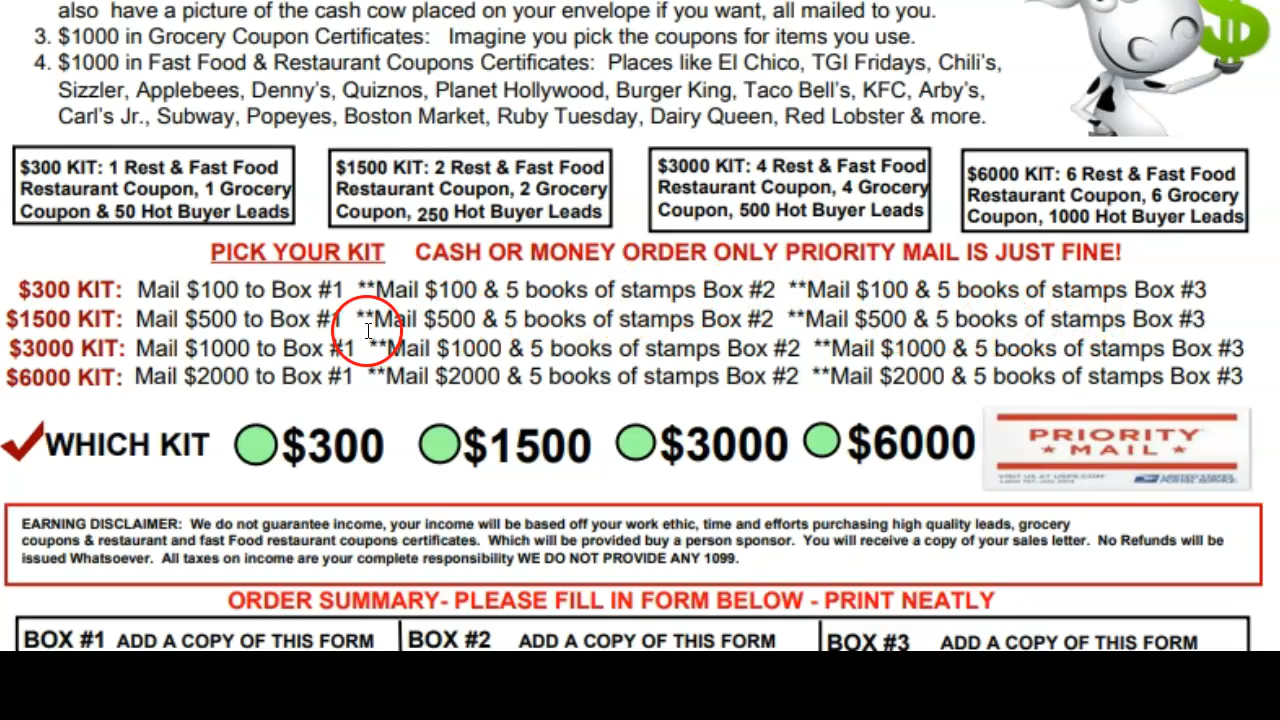 also have a picture of the cash cow placed on your envelope if you want, all mailed to you.
3. $1000 in Grocery Coupon Certificates: Imagine you pick the coupons for items you use.
4. $1000 in Fast Food & Restaurant Coupons Certificates: Places like El Chico, TGI Fridays, Chili's,
Sizzler, Applebees, Denny's, Quiznos, Planet Hollywood, Burger King, Taco Bell's, KFC, Arby's,
Carl's Jr., Subway, Popeyes, Boston Market, Ruby Tuesday, Dairy Queen, Red Lobster & more.
$300 KIT: 1 Rest & Fast Food
Restaurant Coupon, 1 Grocery
Coupon & 50 Hot Buyer Leads
$1500 KIT: 2 Rest & Fast Food
Restaurant Coupon, 2 Grocery
Coupon, 250 Hot Buyer Leads
$3000 KIT: 4 Rest & Fast Food
Restaurant Coupon, 4 Grocery
Coupon, 500 Hot Buyer Leads
$6000 KIT: 6 Rest & Fast Food
Restaurant Coupon, 6 Grocery
Coupon, 1000 Hot Buyer Leads
PICK YOUR KIT CASH OR MONEY ORDER ONLY PRIORITY MAIL IS JUST FINE!
$300 KIT: Mail $100 to Box #1 **Mail $100 & 5 books of stamps Box #2 **Mail $100 & 5 books of stamps Box #3
$1500 KIT: Mail $500 to Box #1 **Mail $500 & 5 books of stamps Box #2 **Mail $500 & 5 books of stamps Box #3
$3000 KIT: Mail $1000 to Box #1 **Mail $1000 & 5 books of stamps Box #2 **Mail $1000 & 5 books of stamps Box #3
$6000 KIT: Mail $2000 to Box #1 **Mail $2000 & 5 books of stamps Box #2 **Mail $2000 & 5 books of stamps Box #3
WHICH KIT $300 $1500 $3000 $6000
PRIORITY
★ MAIL ★
VISIT US AT USPS.COM
UNITED STATES
POSTAL SERVICE
EARNING DISCLAIMER: We do not guarantee income, your income will be based off your work ethic, time and efforts purchasing high quality leads, grocery
coupons & restaurant and fast Food restaurant coupons certificates. Which will be provided buy a person sponsor. You will receive a copy of your sales letter. No Refunds will be
issued Whatsoever. All taxes on income are your complete responsibility WE DO NOT PROVIDE ANY 1099.
ORDER SUMMARY- PLEASE FILL IN FORM BELOW - PRINT NEATLY
BOX #1 ADD A COPY OF THIS FORM
BOX #2 ADD A COPY OF THIS FORM
BOX #3 ADD A COPY OF THIS FORM